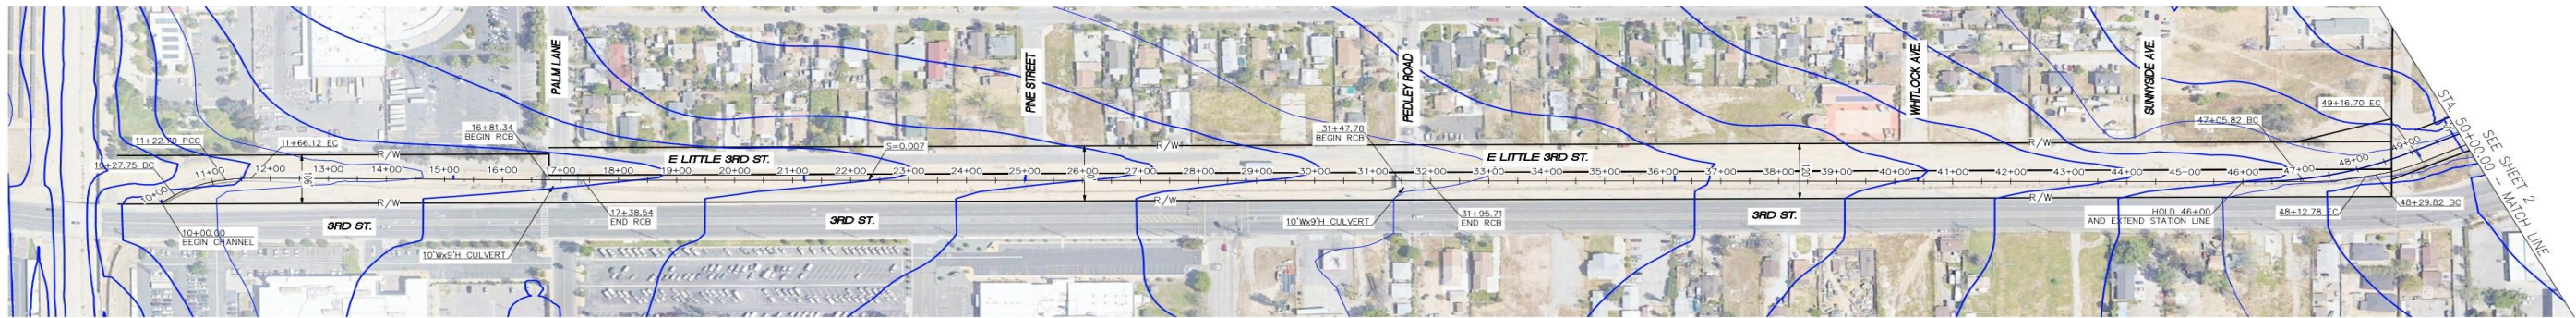 PALM LANE
PINE STREET
PEDLEY ROAD
WHITLOCK AVE.
SUNNYSIDE AVE.
STA. 50+00.00 - MATCH LINE
SEE SHEET 2
49+16.70 EC
47+05.82 BC
16+81.34
BEGIN RCB
31+47.78
BEGIN RCB
11+22.70 PCC
11+66.12 EC
10+27.75 BC
S=0.007
R/W
R/W
R/W
E LITTLE 3RD ST.
E LITTLE 3RD ST.
10+00
11+00
12+00
13+00
14+00
15+00
16+00
17+00
18+00
19+00
20+00
21+00
22+00
23+00
24+00
25+00
26+00
27+00
28+00
29+00
30+00
31+00
32+00
33+00
34+00
35+00
36+00
37+00
38+00
39+00
40+00
41+00
42+00
43+00
44+00
45+00
46+00
47+00
48+00
49+00
120'
R/W
R/W
R/W
10+00.00
BEGIN CHANNEL
3RD ST.
10'Wx9'H CULVERT
17+38.54
END RCB
3RD ST.
10'Wx9'H CULVERT
31+95.71
END RCB
3RD ST.
HOLD 46+00
AND EXTEND STATION LINE
48+12.78 EC
48+29.82 BC